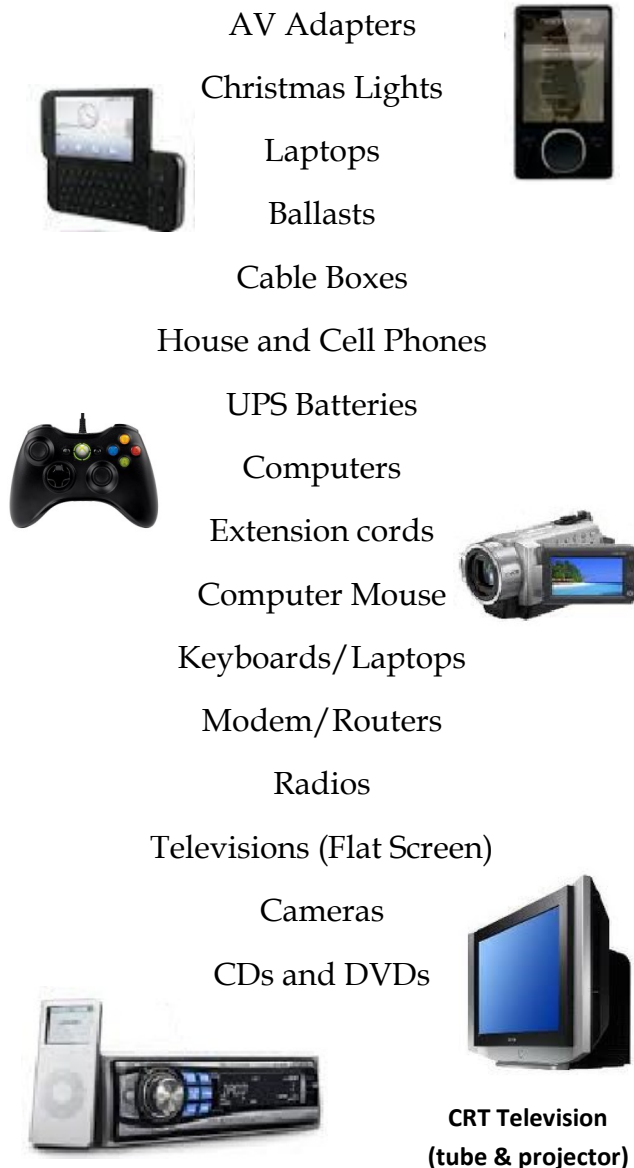 AV Adapters
Christmas Lights
Laptops
Ballasts
Cable Boxes
House and Cell Phones
UPS Batteries
Computers
Extension cords
Computer Mouse
Keyboards/Laptops
Modem/Routers
Radios
Televisions (Flat Screen)
Cameras
CDs and DVDs
CRT Television
(tube & projector)